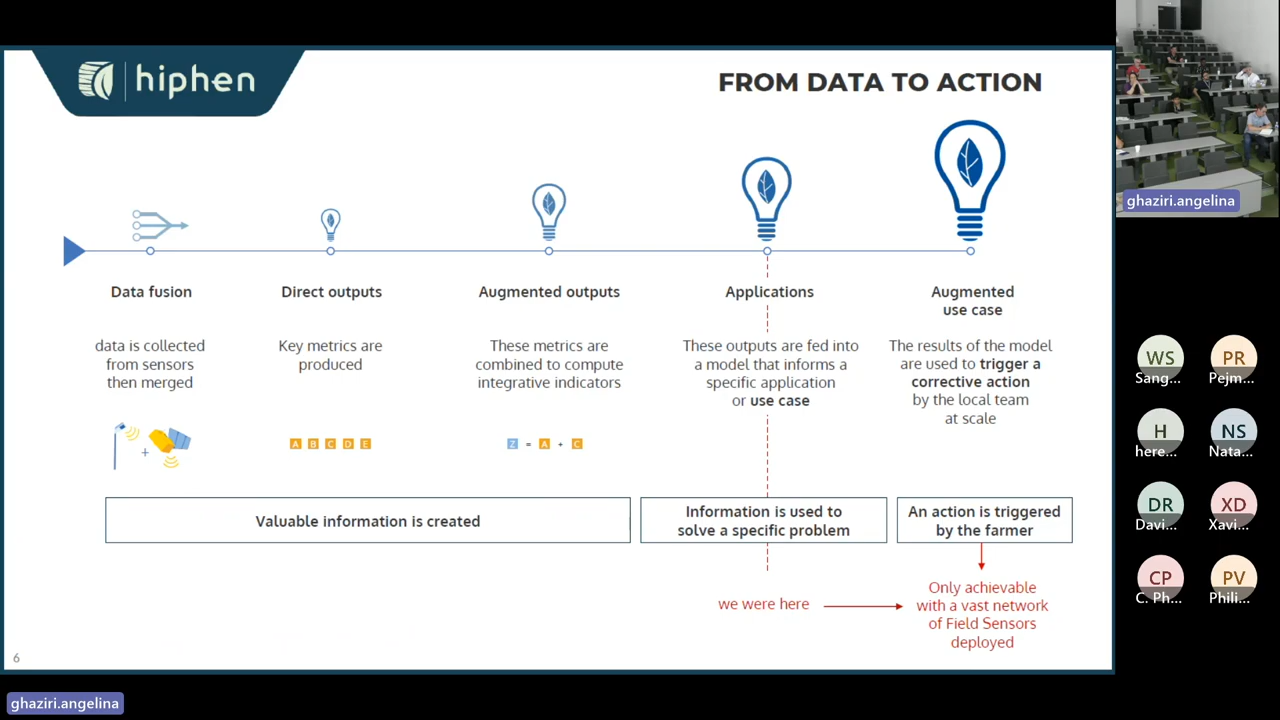 hiphen
FROM DATA TO ACTION
Data fusion
Direct outputs
Augmented outputs
Applications
Augmented
use case
data is collected
from sensors
then merged
Key metrics are
produced
These metrics are
combined to compute
integrative indicators
These outputs are fed into
a model that informs a
specific application
or use case
The results of the model
are used to trigger a
corrective action
by the local team
at scale
+
A B C D E
Z = A + C
Valuable information is created
Information is used to
solve a specific problem
An action is triggered
by the farmer
we were here
Only achievable
with a vast network
of Field Sensors
deployed
6
ghaziri.angelina
ghaziri.angelina
WS
Sang...
PR
Pejm...
H
here...
NS
Nata...
DR
Davi...
XD
Xavi...
CP
C. Ph...
PV
Phili...